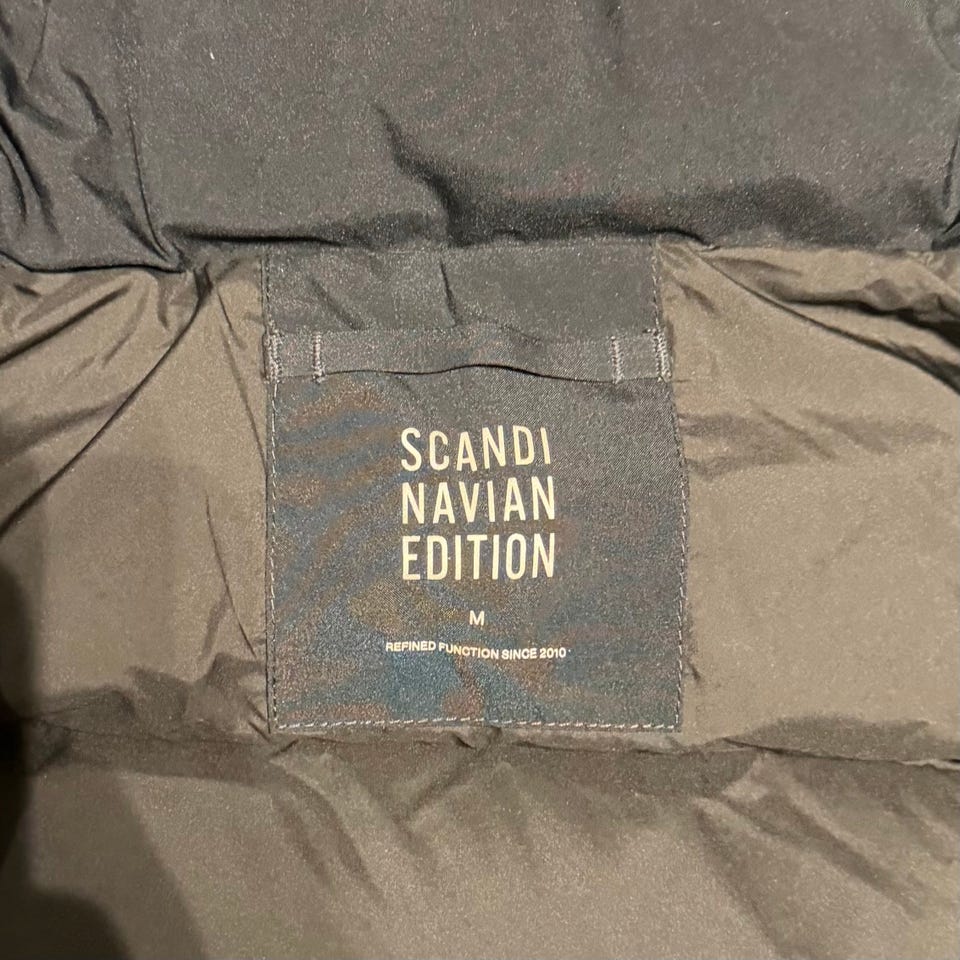 SCANDI
NAVIAN
EDITION
M
REFINED FUNCTION SINCE 2010